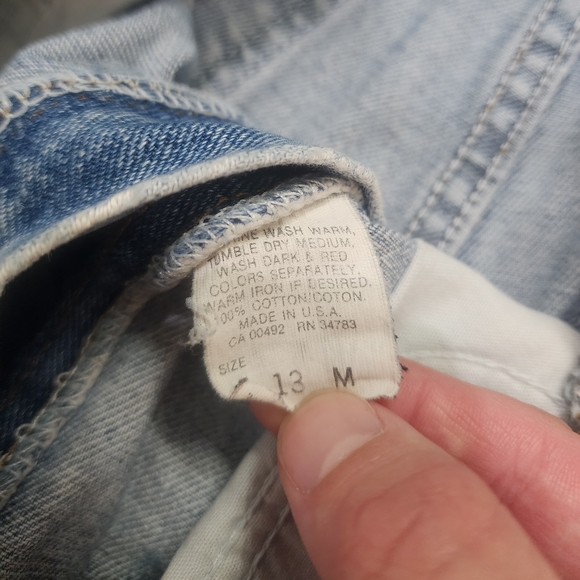 WASH WARM,
TUMBLE DRY MEDIUM.
WASH DARK & RED
COLORS SEPARATELY.
WARM IRON IF DESIRED.
100% COTTON/COTON.
MADE IN U.S.A.
CA 00492 RN 34783
SIZE
13 M